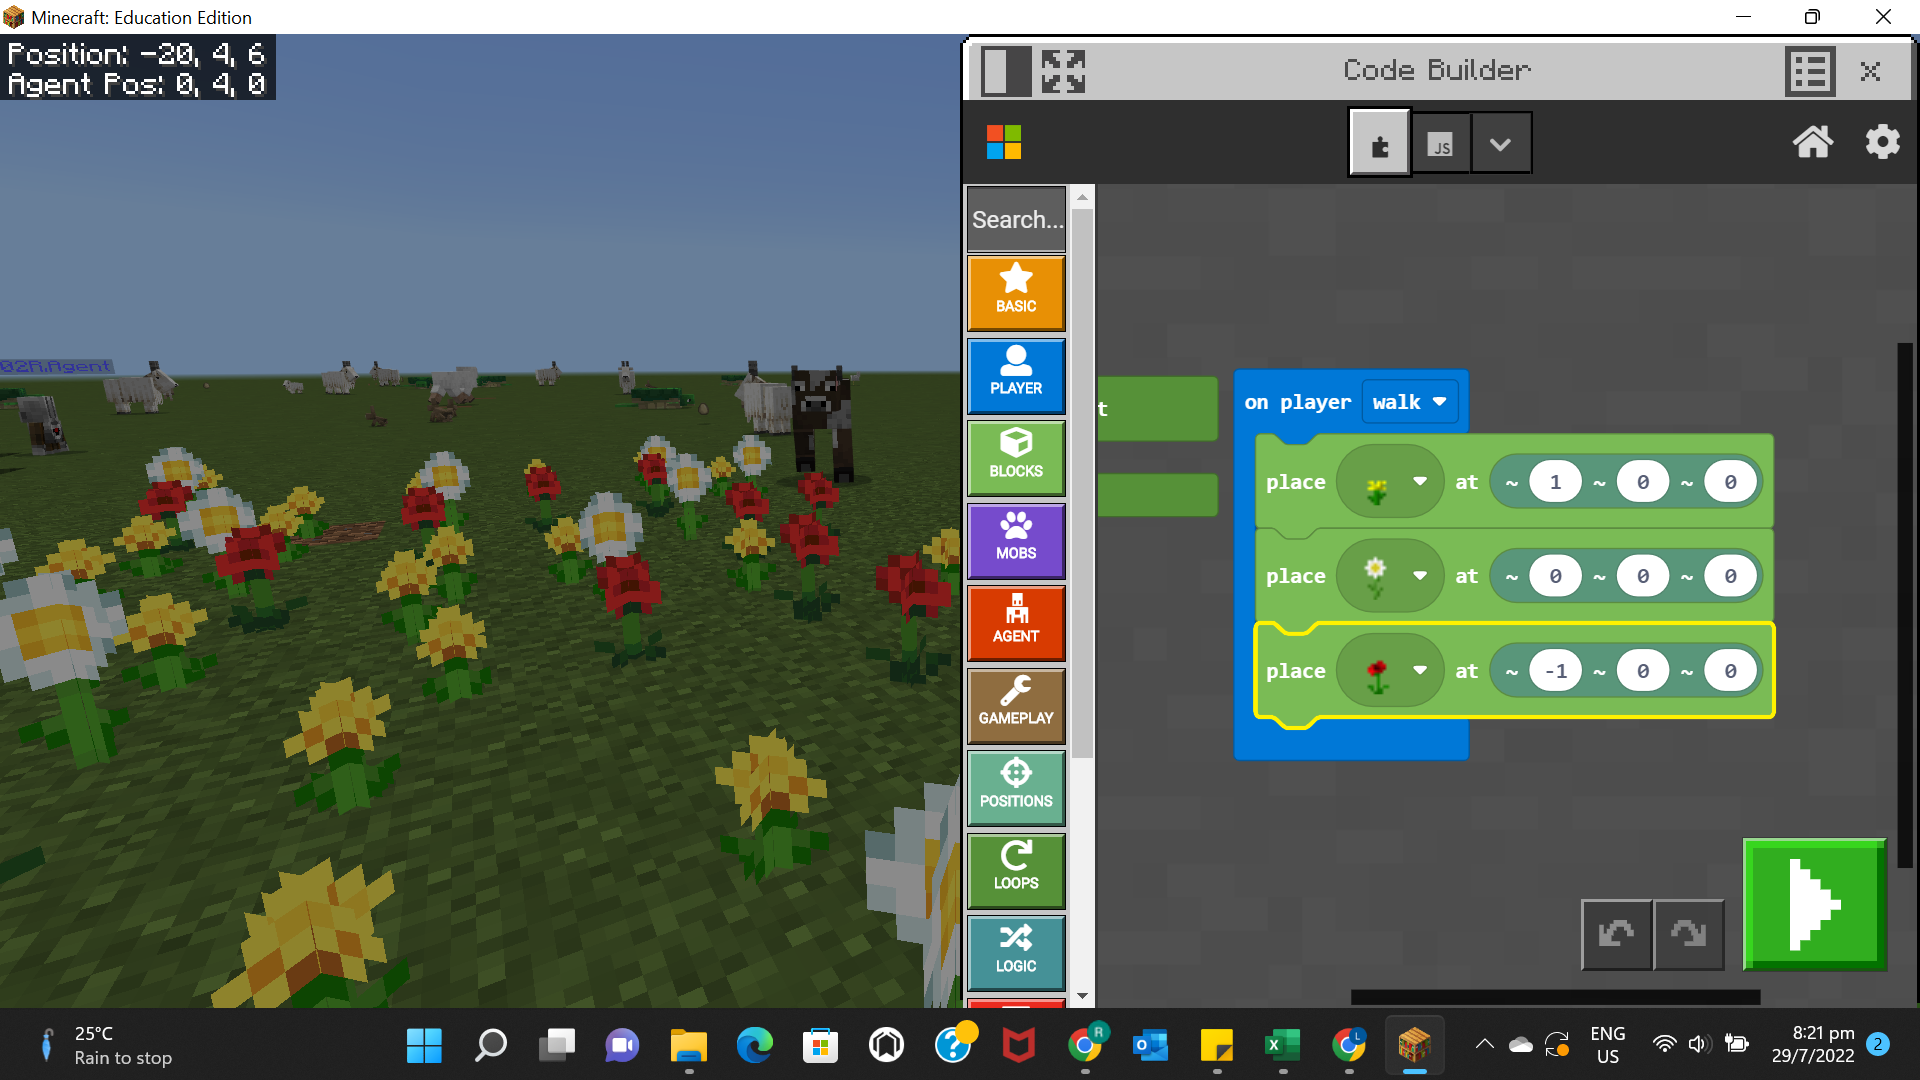 Minecraft: Education Edition
Position: -20, 4, 6
Agent Pos: 0, 4, 0
Code Builder
JS
Search...
BASIC
PLAYER
BLOCKS
MOBS
AGENT
GAMEPLAY
POSITIONS
LOOPS
LOGIC
t
on player walk
place at ~ 1 ~ 0 ~ 0
place at ~ 0 ~ 0 ~ 0
place at ~ -1 ~ 0 ~ 0
25°C
Rain to stop
R
L
ENG
US
8:21 pm
29/7/2022
2